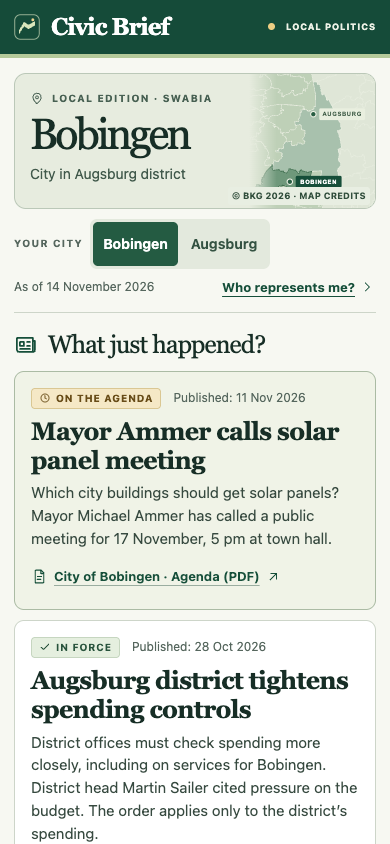 Civic Brief
LOCAL POLITICS
LOCAL EDITION · SWABIA
Bobingen
City in Augsburg district
AUGSBURG
BOBINGEN
© BKG 2026 · MAP CREDITS
YOUR CITY
Bobingen
Augsburg
As of 14 November 2026
Who represents me?
What just happened?
ON THE AGENDA
Published: 11 Nov 2026
Mayor Ammer calls solar
panel meeting
Which city buildings should get solar panels?
Mayor Michael Ammer has called a public
meeting for 17 November, 5 pm at town hall.
City of Bobingen · Agenda (PDF)
IN FORCE
Published: 28 Oct 2026
Augsburg district tightens
spending controls
District offices must check spending more
closely, including on services for Bobingen.
District head Martin Sailer cited pressure on the
budget. The order applies only to the district’s
spending.